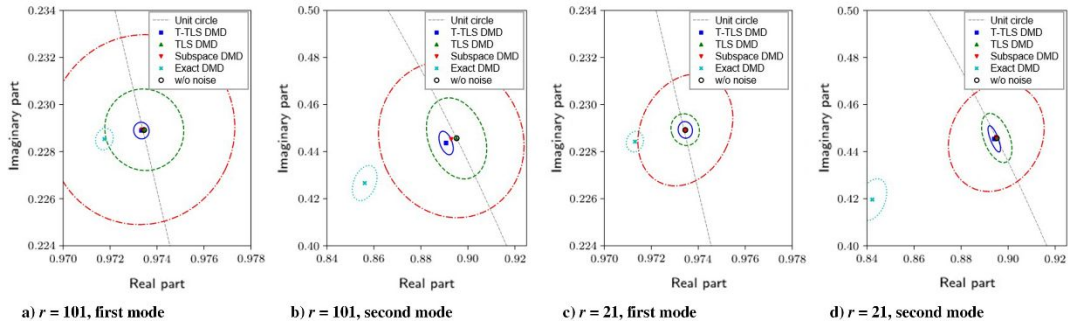 0.234
0.232
0.230
0.228
0.226
0.224
0.970
0.972
0.974
0.976
0.978
Imaginary part
Real part
Unit circle
T-TLS DMD
TLS DMD
Subspace DMD
Exact DMD
w/o noise
a) r = 101, first mode
0.50
0.48
0.46
0.44
0.42
0.40
0.84
0.86
0.88
0.90
0.92
Imaginary part
Real part
Unit circle
T-TLS DMD
TLS DMD
Subspace DMD
Exact DMD
w/o noise
b) r = 101, second mode
0.234
0.232
0.230
0.228
0.226
0.224
0.970
0.972
0.974
0.976
0.978
Imaginary part
Real part
Unit circle
T-TLS DMD
TLS DMD
Subspace DMD
Exact DMD
w/o noise
c) r = 21, first mode
0.50
0.48
0.46
0.44
0.42
0.40
0.84
0.86
0.88
0.90
0.92
Imaginary part
Real part
Unit circle
T-TLS DMD
TLS DMD
Subspace DMD
Exact DMD
w/o noise
d) r = 21, second mode